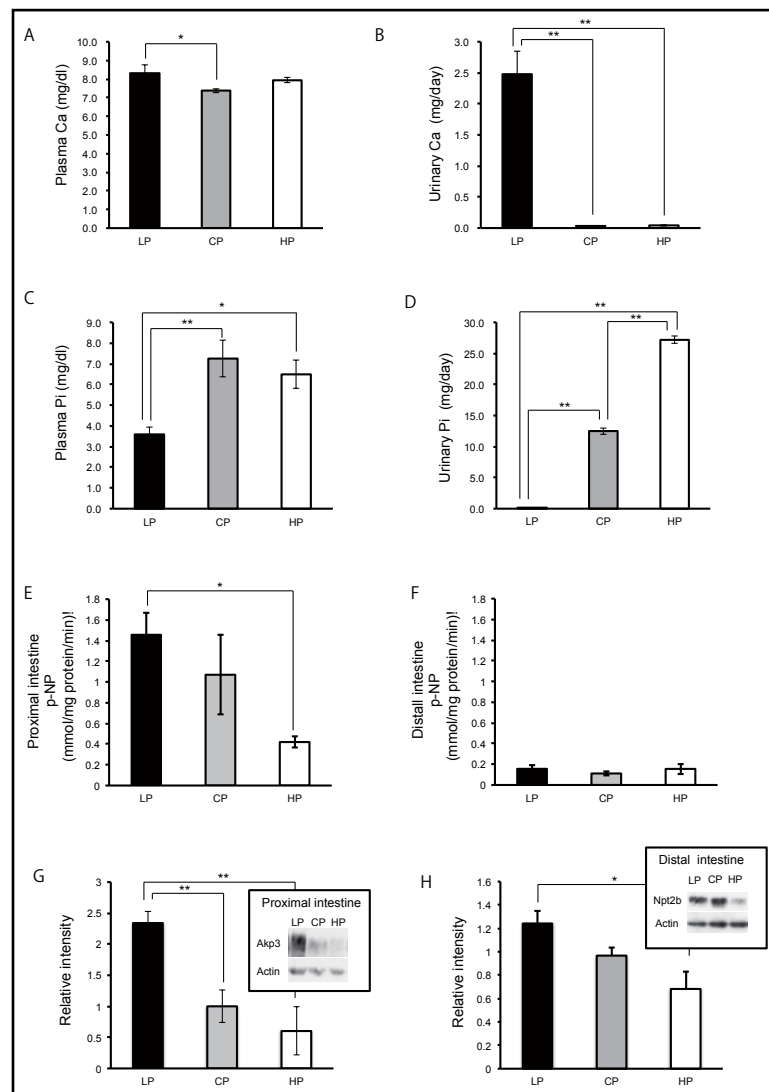 A
Plasma Ca (mg/dl)
10.0
9.0
8.0
7.0
6.0
5.0
4.0
3.0
2.0
1.0
0.0
*
LP CP HP
B
Urinary Ca (mg/day)
3.0
2.5
2.0
1.5
1.0
0.5
0.0
**
**
LP CP HP
C
Plasma Pi (mg/dl)
9.0
8.0
7.0
6.0
5.0
4.0
3.0
2.0
1.0
0.0
*
**
LP CP HP
D
Urinary Pi (mg/day)
30.0
25.0
20.0
15.0
10.0
5.0
0.0
**
**
**
LP CP HP
E
Proximal intestine
p-NP
(mmol/mg protein/min)!
1.8
1.6
1.4
1.2
1
0.8
0.6
0.4
0.2
0
*
LP CP HP
F
Distall intestine
p-NP
(mmol/mg protein/min)!
1.8
1.6
1.4
1.2
1
0.8
0.6
0.4
0.2
0
LP CP HP
G
Relative intensity
3
2.5
2
1.5
1
0.5
0
**
**
Proximal intestine
LP CP HP
Akp3
Actin
LP CP HP
H
Relative intensity
1.6
1.4
1.2
1
0.8
0.6
0.4
0.2
0
*
Distal intestine
LP CP HP
Npt2b
Actin
LP CP HP